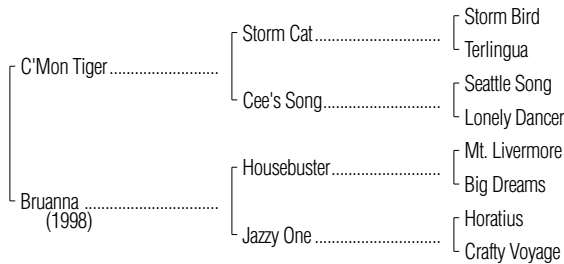 Storm Bird
Storm Cat
Terlingua
C'Mon Tiger
Seattle Song
Cee's Song
Lonely Dancer
Mt. Livermore
Housebuster
Big Dreams
Bruanna
(1998)
Horatius
Jazzy One
Crafty Voyage